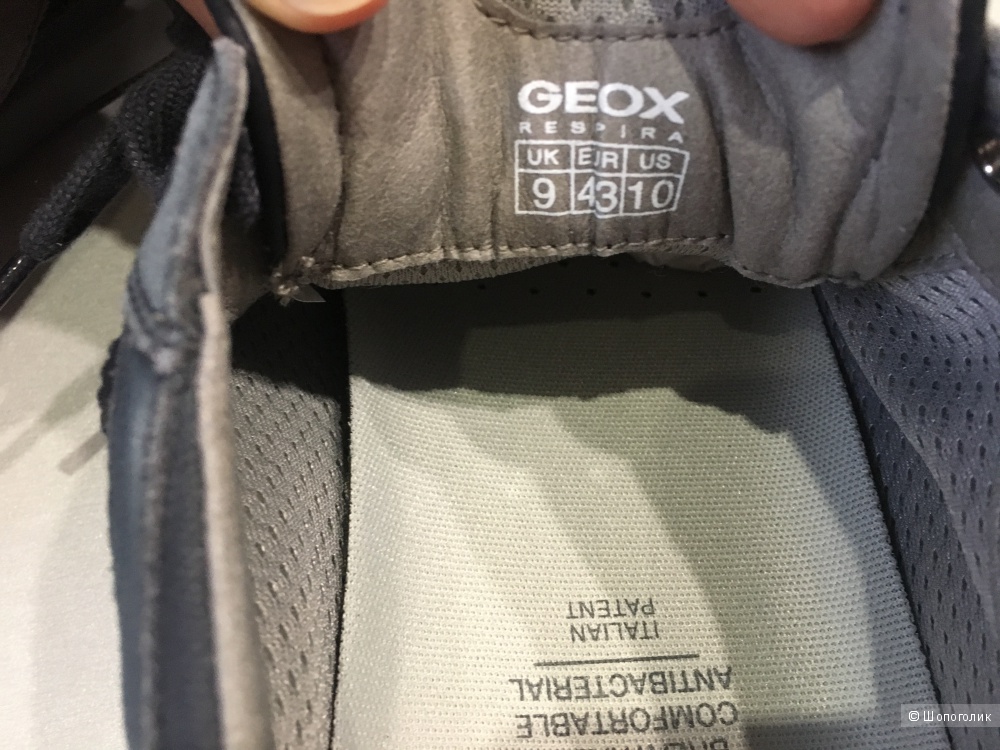 GEOX
RESPIRA
UK EUR US
9 43 10
ITALIAN
PATENT
ANTIBACTERIAL
COMFORTABLE
© Шопоголик